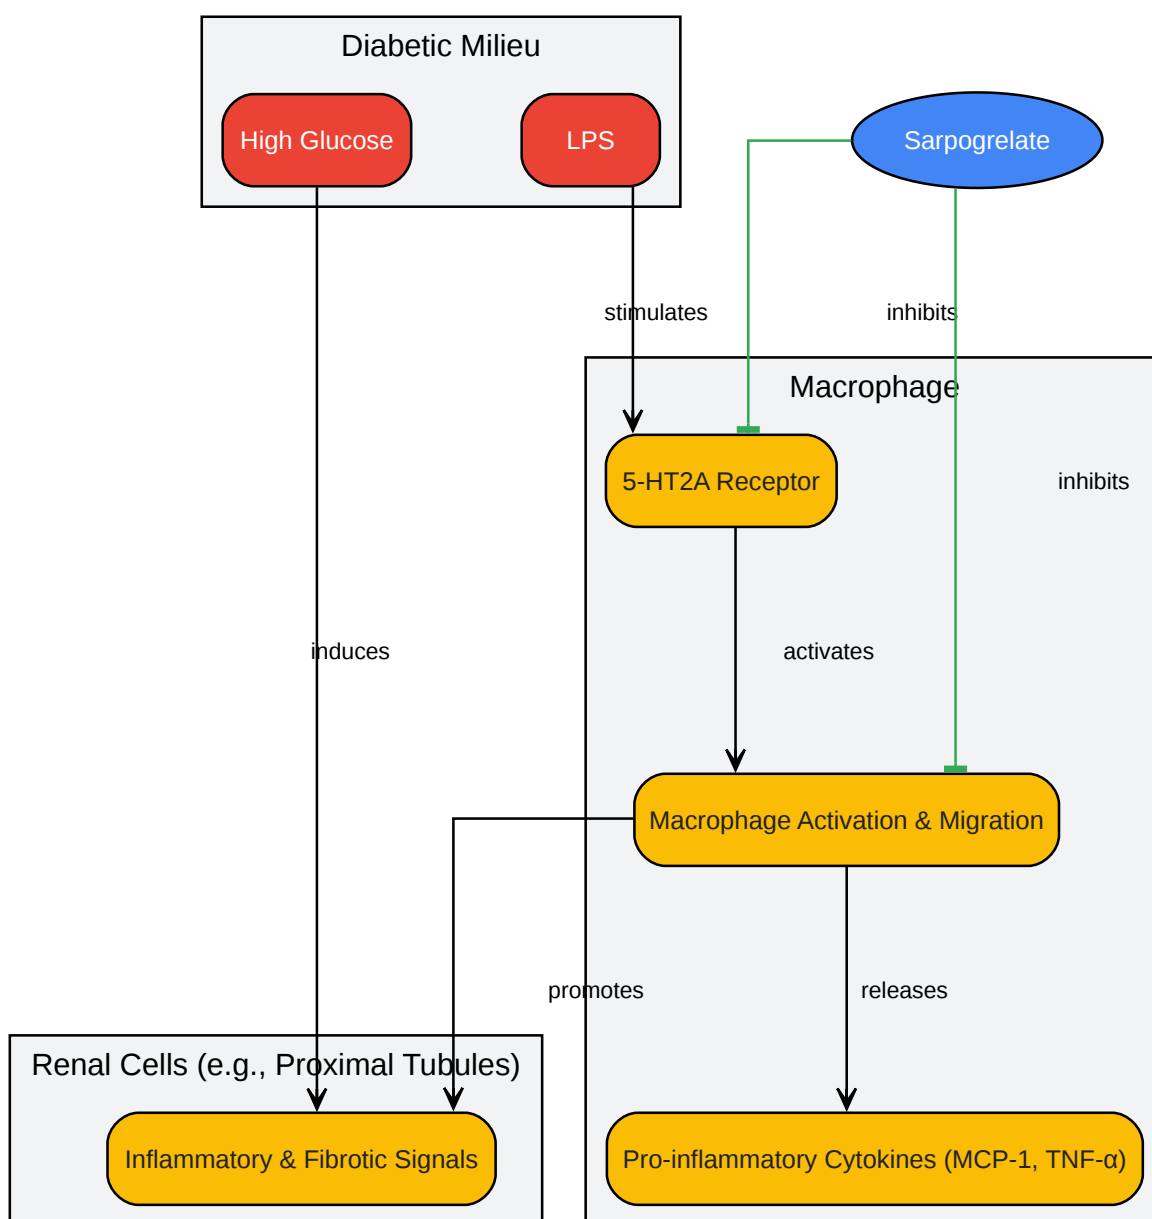 Diabetic Milieu
High Glucose
LPS
Sarpogrelate
stimulates
inhibits
Macrophage
5-HT2A Receptor
inhibits
induces
activates
Macrophage Activation & Migration
promotes
releases
Renal Cells (e.g., Proximal Tubules)
Inflammatory & Fibrotic Signals
Pro-inflammatory Cytokines (MCP-1, TNF-α)